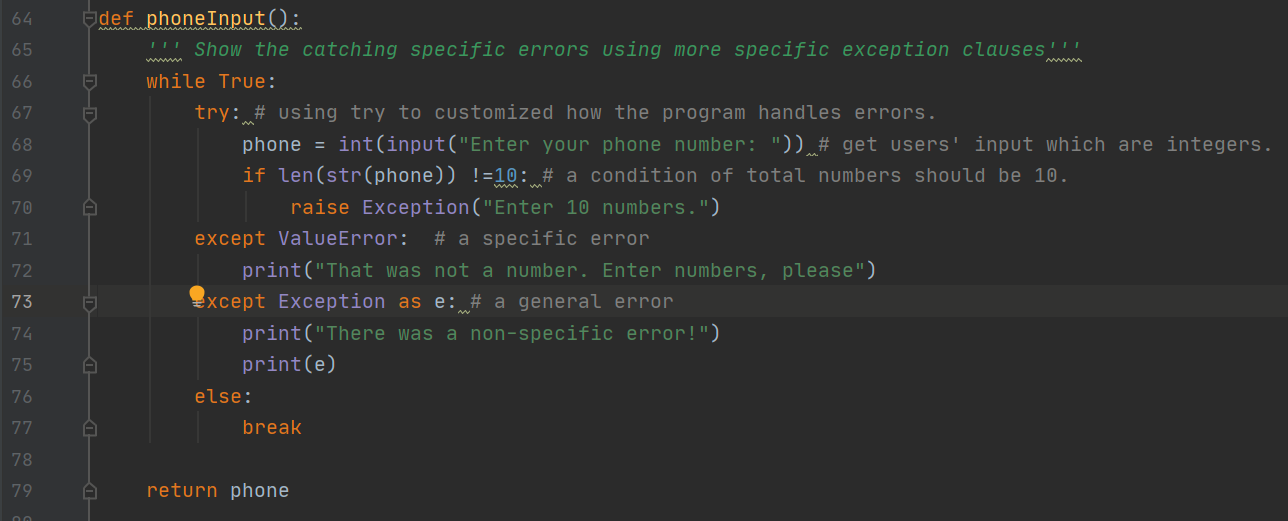 64 def phoneInput():
65     ''' Show the catching specific errors using more specific exception clauses'''
66     while True:
67         try: # using try to customized how the program handles errors.
68             phone = int(input("Enter your phone number: ")) # get users' input which are integers.
69             if len(str(phone)) !=10: # a condition of total numbers should be 10.
70                 raise Exception("Enter 10 numbers.")
71         except ValueError:  # a specific error
72             print("That was not a number. Enter numbers, please")
73         except Exception as e: # a general error
74             print("There was a non-specific error!")
75             print(e)
76         else:
77             break
78
79     return phone